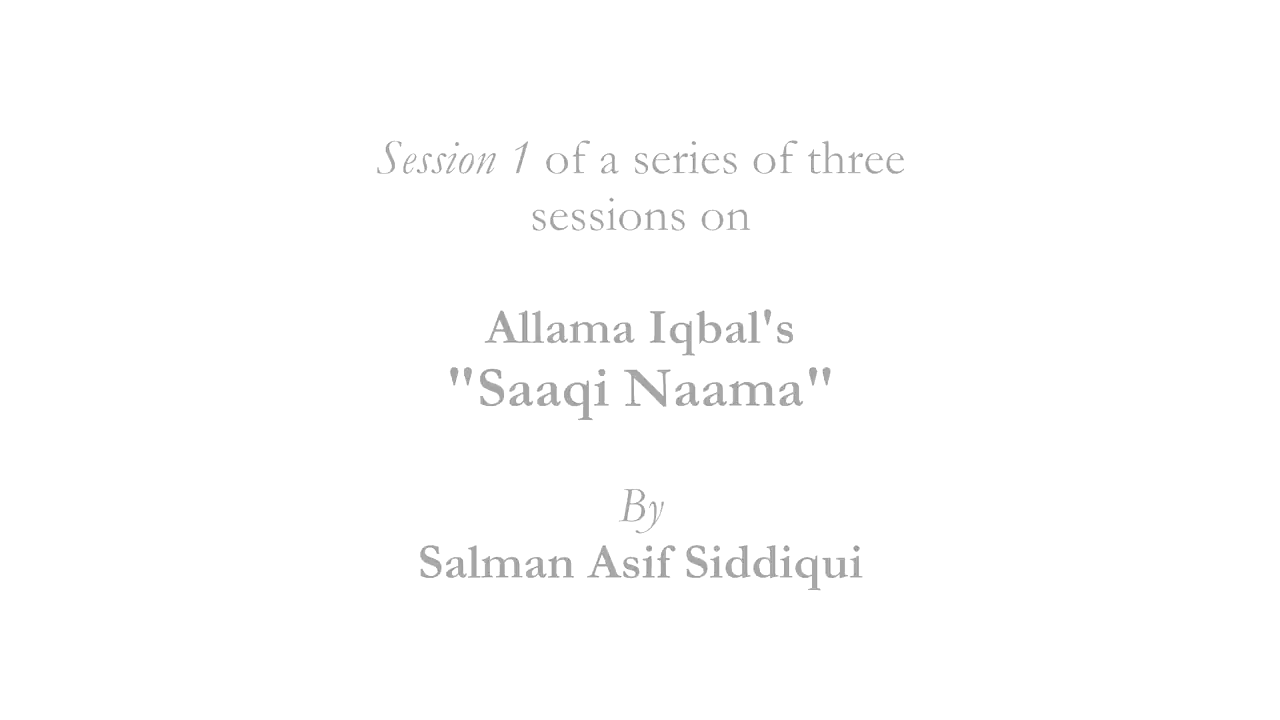 Session 1 of a series of three
sessions on
Allama Iqbal's
"Saaqi Naama"
By
Salman Asif Siddiqui